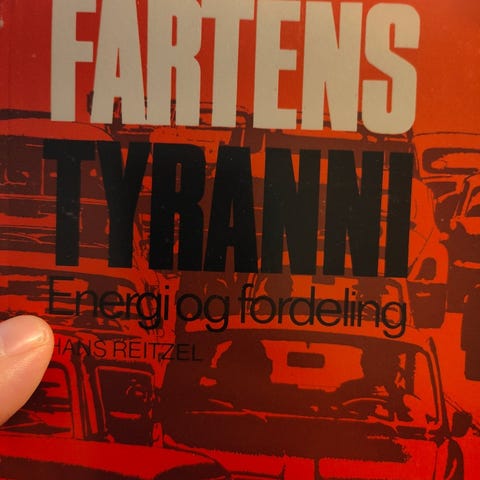 FARTENS
TYRANNI
Energi og fordeling
HANS REITZEL